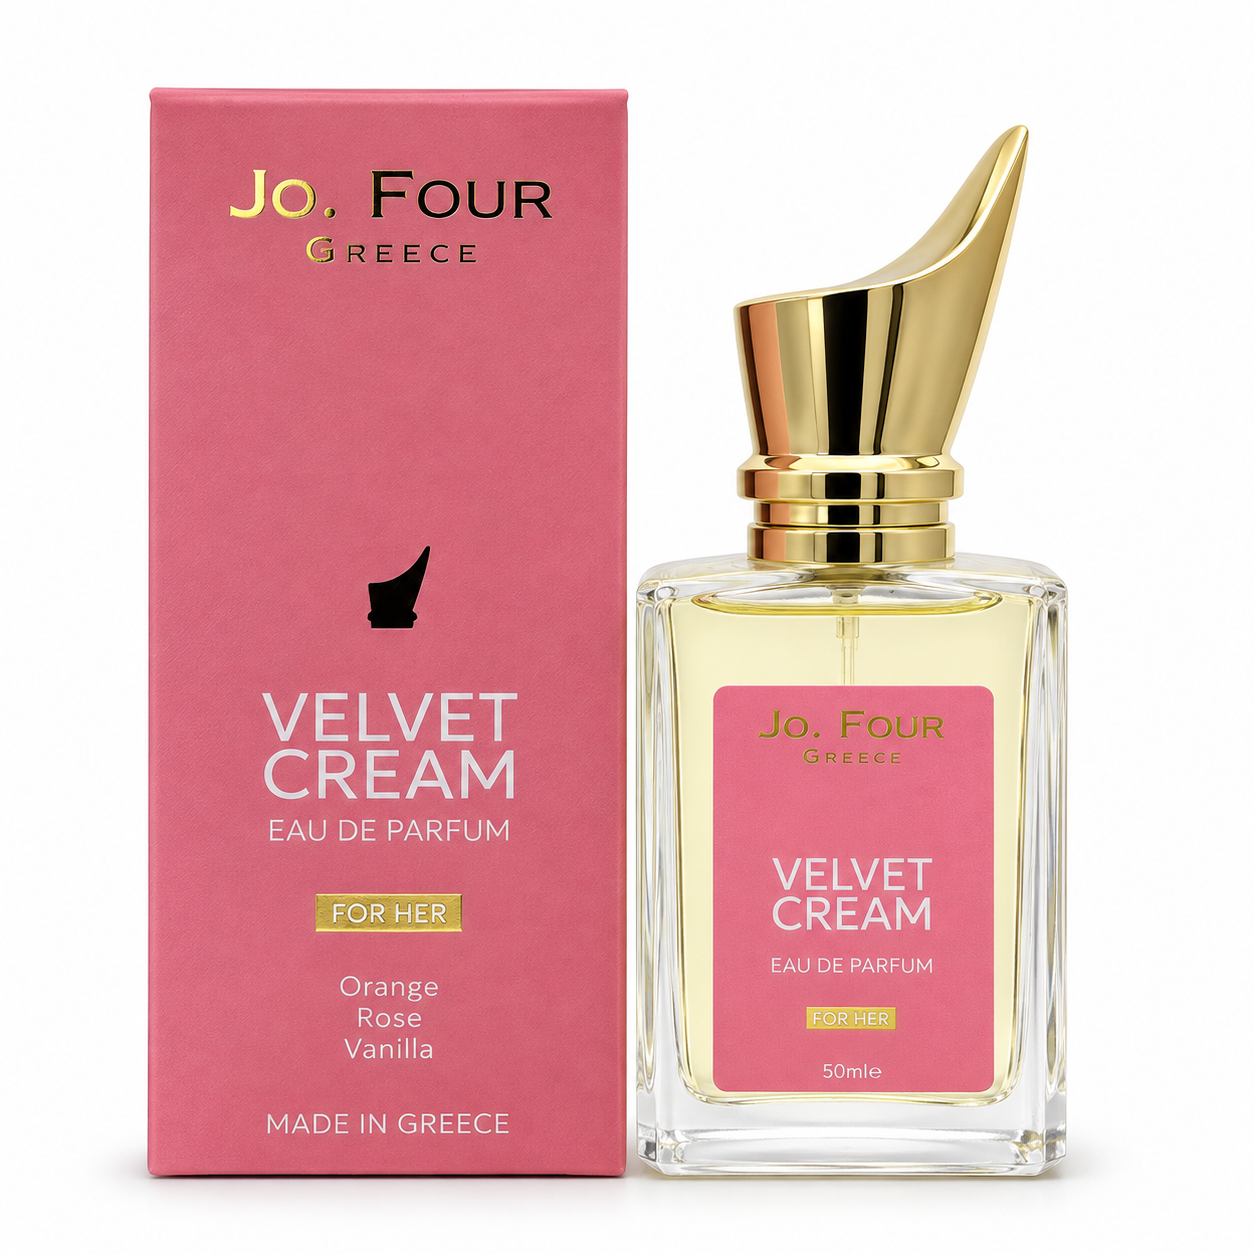 Jo. Four
Greece
VELVET
CREAM
EAU DE PARFUM
FOR HER
Orange
Rose
Vanilla
MADE IN GREECE
Jo. Four
Greece
VELVET
CREAM
EAU DE PARFUM
FOR HER
50ml℮